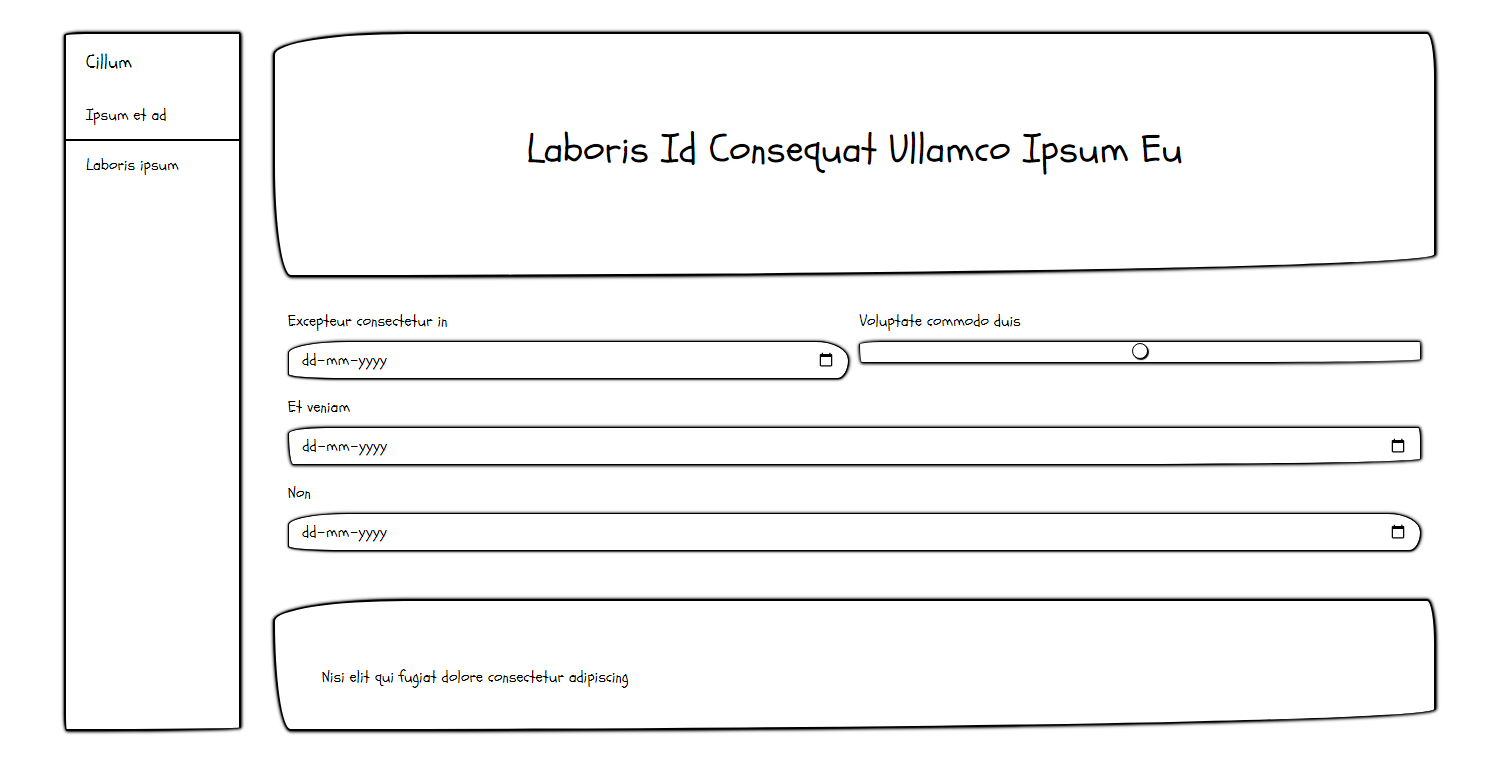 Cillum
Ipsum et ad
Laboris ipsum
Laboris Id Consequat Ullamco Ipsum Eu
Excepteur consectetur in
dd-mm-yyyy
Voluptate commodo duis
Et veniam
dd-mm-yyyy
Non
dd-mm-yyyy
Nisi elit qui fugiat dolore consectetur adipiscing